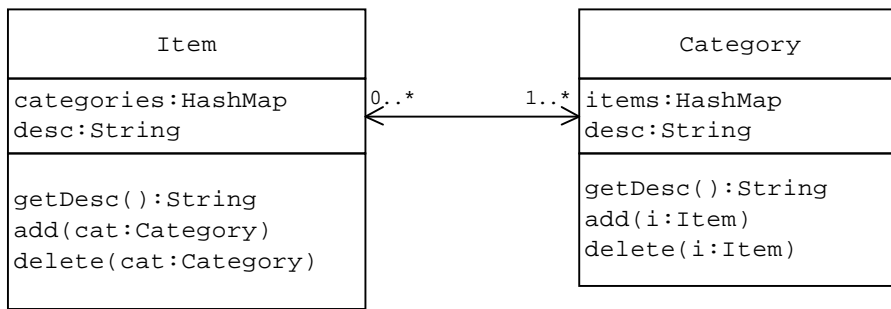 Item
categories:HashMap
desc:String
getDesc():String
add(cat:Category)
delete(cat:Category)
0..*
1..*
Category
items:HashMap
desc:String
getDesc():String
add(i:Item)
delete(i:Item)